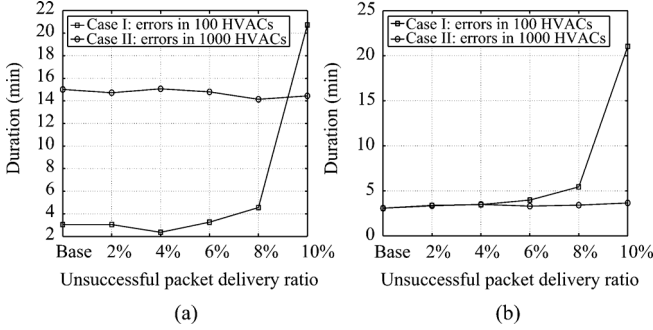 Case I: errors in 100 HVACs
Case II: errors in 1000 HVACs
Duration (min)
22
20
18
16
14
12
10
8
6
4
2
Base 2% 4% 6% 8% 10%
Unsuccessful packet delivery ratio
(a)
Case I: errors in 100 HVACs
Case II: errors in 1000 HVACs
Duration (min)
25
20
15
10
5
0
Base 2% 4% 6% 8% 10%
Unsuccessful packet delivery ratio
(b)